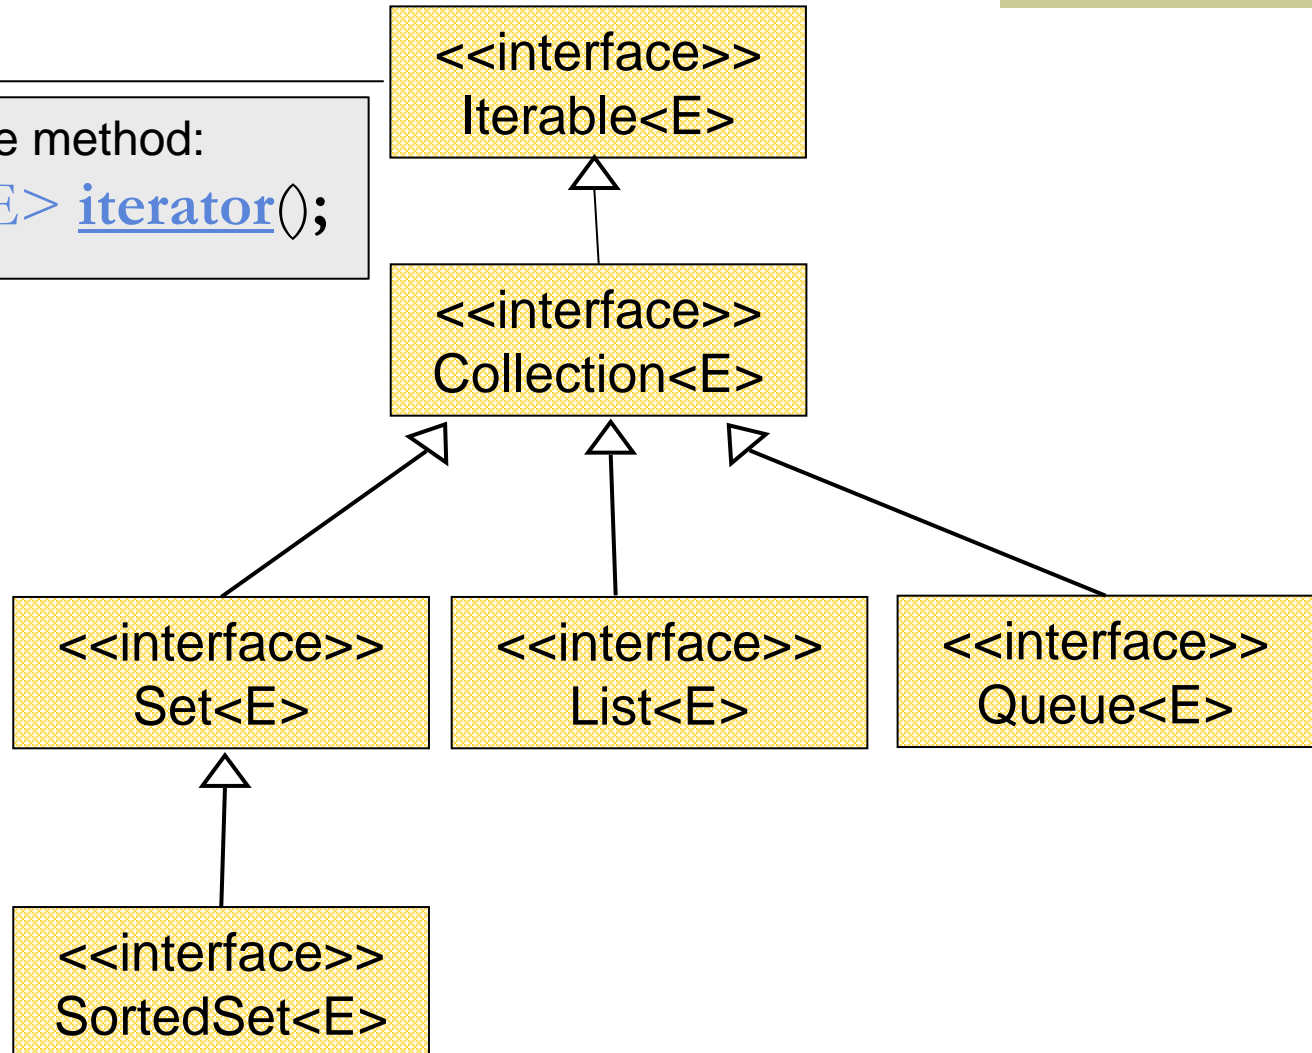 <<interface>>
Iterable<E>
e method:
E> iterator();
<<interface>>
Collection<E>
<<interface>>
Set<E>
<<interface>>
List<E>
<<interface>>
Queue<E>
<<interface>>
SortedSet<E>